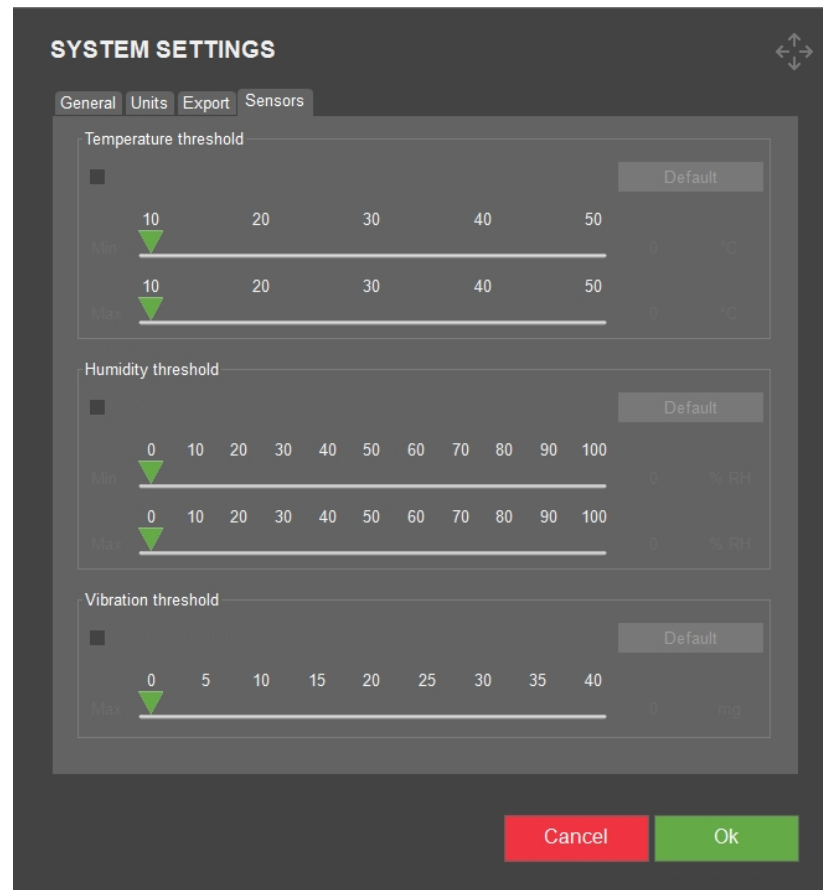 SYSTEM SETTINGS
General Units Export Sensors
Temperature threshold
Default
10 20 30 40 50
Min 0 °C
10 20 30 40 50
Max 0 °C
Humidity threshold
Default
0 10 20 30 40 50 60 70 80 90 100
Min 0 % RH
0 10 20 30 40 50 60 70 80 90 100
Max 0 % RH
Vibration threshold
Default
0 5 10 15 20 25 30 35 40
Max 0 mg
Cancel Ok